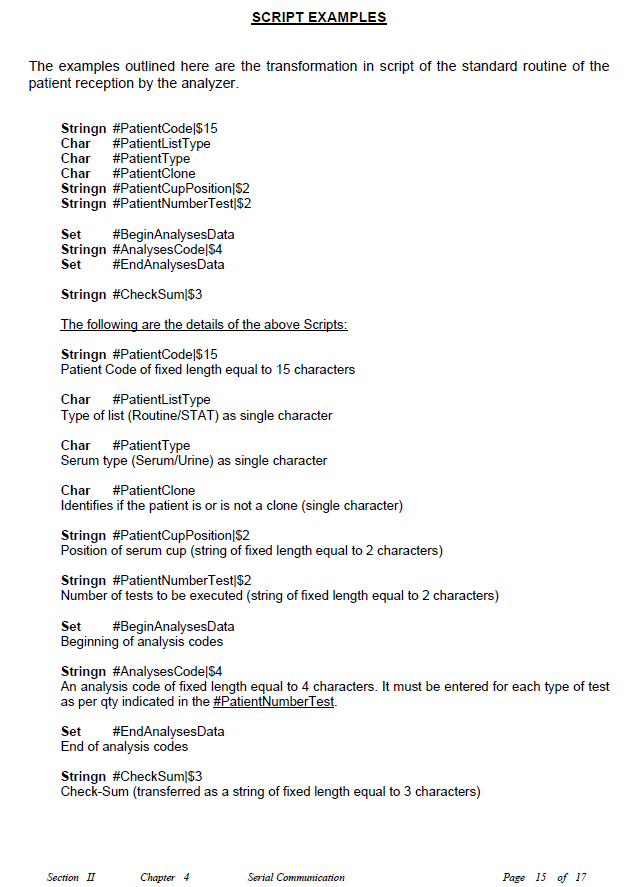 SCRIPT EXAMPLES
The examples outlined here are the transformation in script of the standard routine of the
patient reception by the analyzer.
Stringn #PatientCode|$15
Char #PatientListType
Char #PatientType
Char #PatientClone
Stringn #PatientCupPosition|$2
Stringn #PatientNumberTest|$2
Set #BeginAnalysesData
Stringn #AnalysesCode|$4
Set #EndAnalysesData
Stringn #CheckSum|$3
The following are the details of the above Scripts:
Stringn #PatientCode|$15
Patient Code of fixed length equal to 15 characters
Char #PatientListType
Type of list (Routine/STAT) as single character
Char #PatientType
Serum type (Serum/Urine) as single character
Char #PatientClone
Identifies if the patient is or is not a clone (single character)
Stringn #PatientCupPosition|$2
Position of serum cup (string of fixed length equal to 2 characters)
Stringn #PatientNumberTest|$2
Number of tests to be executed (string of fixed length equal to 2 characters)
Set #BeginAnalysesData
Beginning of analysis codes
Stringn #AnalysesCode|$4
An analysis code of fixed length equal to 4 characters. It must be entered for each type of test
as per qty indicated in the #PatientNumberTest.
Set #EndAnalysesData
End of analysis codes
Stringn #CheckSum|$3
Check-Sum (transferred as a string of fixed length equal to 3 characters)
Section II Chapter 4 Serial Communication Page 15 of 17